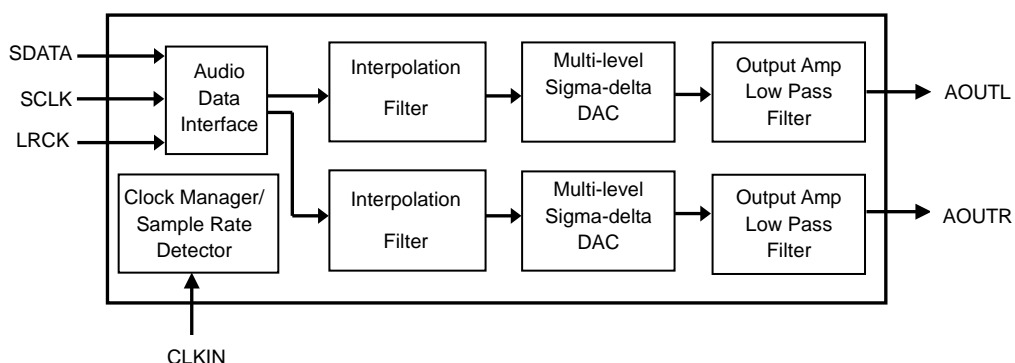 SDATA
SCLK
LRCK
Audio
Data
Interface
Interpolation
Filter
Multi-level
Sigma-delta
DAC
Output Amp
Low Pass
Filter
AOUTL
Clock Manager/
Sample Rate
Detector
Interpolation
Filter
Multi-level
Sigma-delta
DAC
Output Amp
Low Pass
Filter
AOUTR
CLKIN